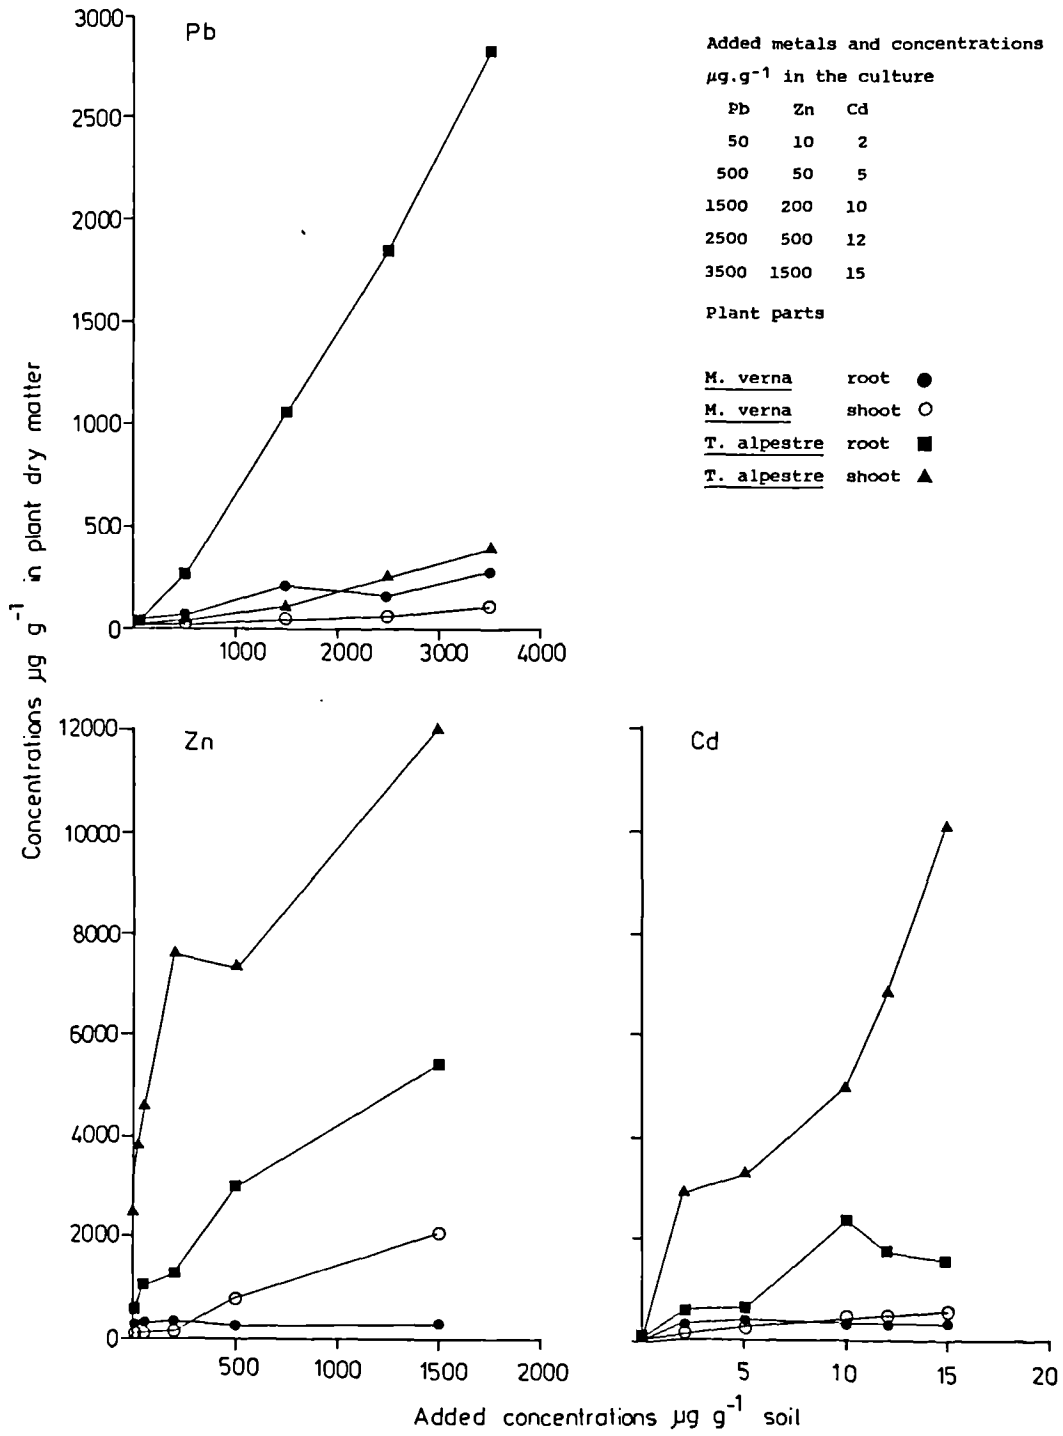 Pb
3000
2500
2000
1500
1000
500
0
1000 2000 3000 4000
Added metals and concentrations
µg.g⁻¹ in the culture
Pb Zn Cd
50 10 2
500 50 5
1500 200 10
2500 500 12
3500 1500 15
Plant parts
M. verna root ●
M. verna shoot ○
T. alpestre root ■
T. alpestre shoot ▲
Concentrations µg g⁻¹ in plant dry matter
Zn
12000
10000
8000
6000
4000
2000
0
500 1000 1500 2000
Cd
5 10 15 20
Added concentrations µg g⁻¹ soil